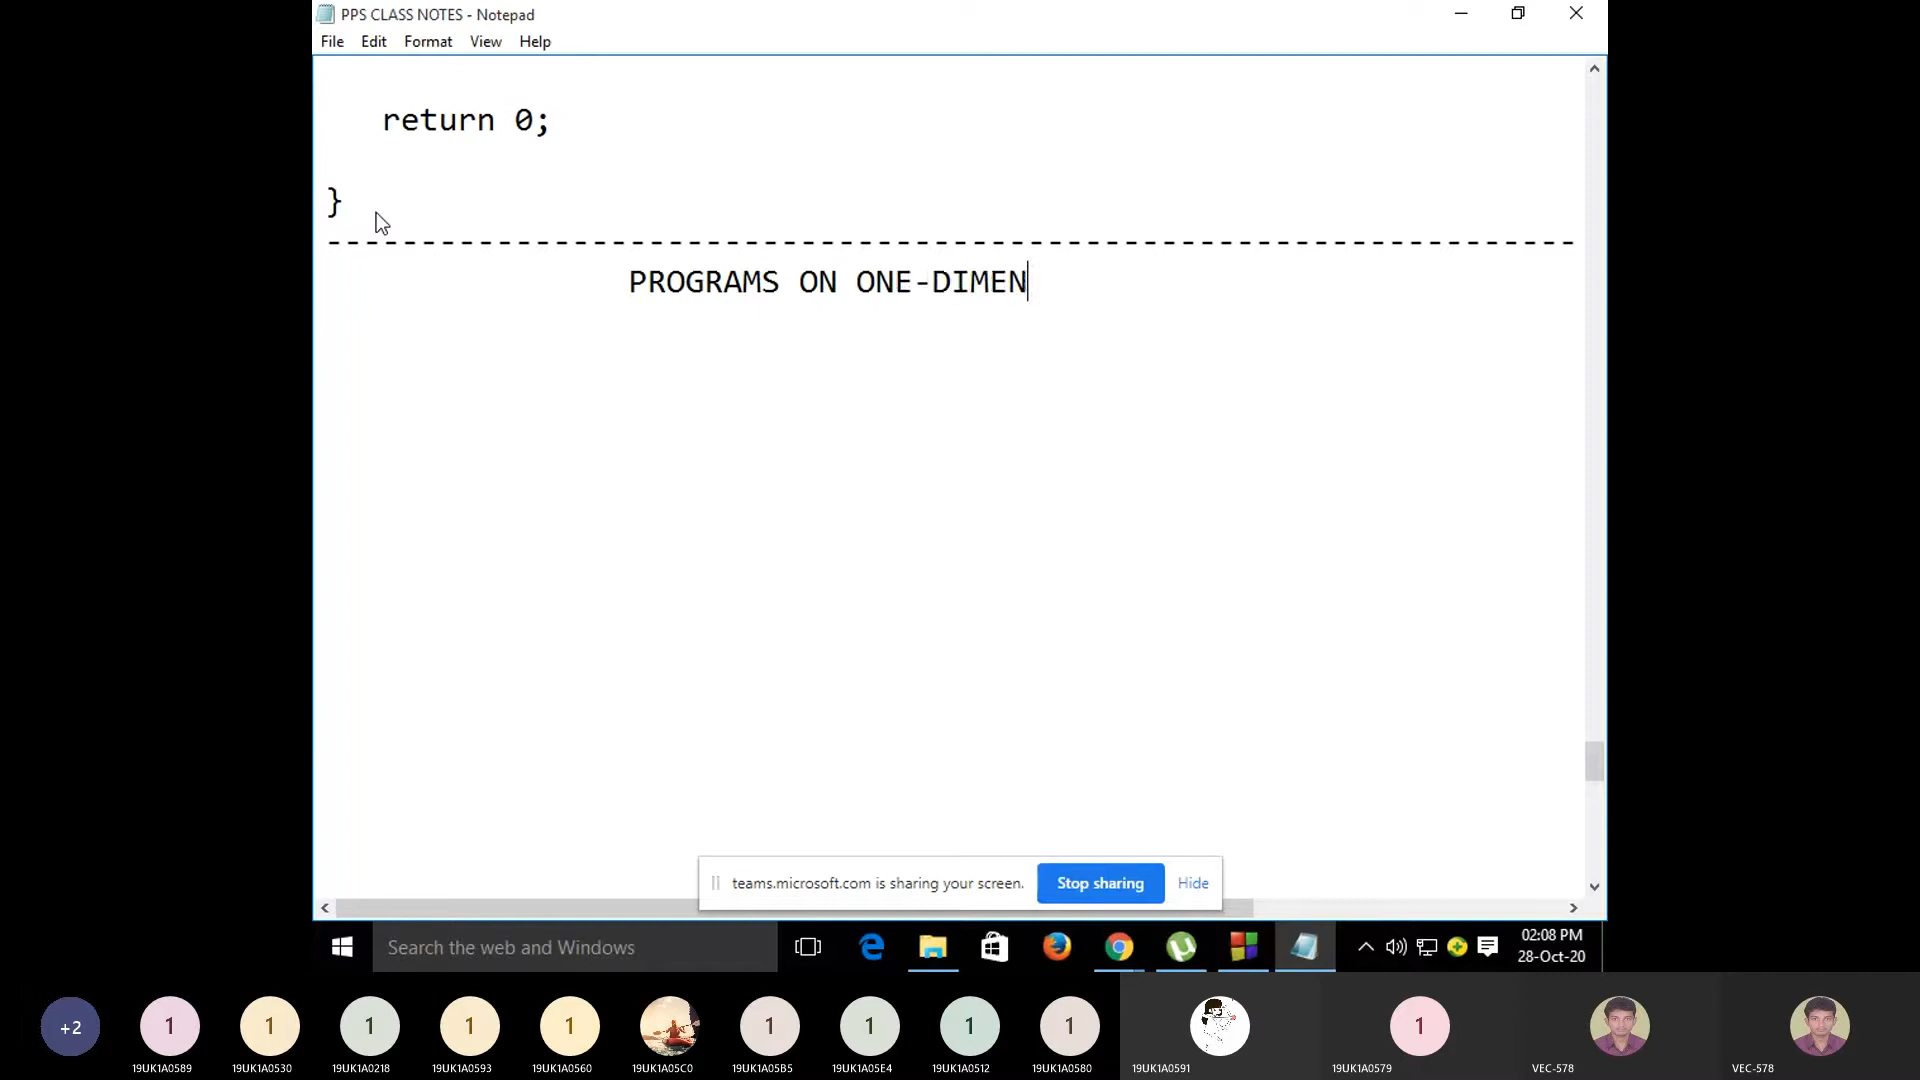 PPS CLASS NOTES - Notepad
File Edit Format View Help
return 0;
}
-------------------------------------------------------------------
PROGRAMS ON ONE-DIMEN
teams.microsoft.com is sharing your screen. Stop sharing Hide
Search the web and Windows
02:08 PM
28-Oct-20
+2 1 1 1 1 1 1 1 1 1 1
19UK1A0589 19UK1A0530 19UK1A0218 19UK1A0593 19UK1A0560 19UK1A05C0 19UK1A05B5 19UK1A05E4 19UK1A0512 19UK1A0580 19UK1A0591 19UK1A0579 VEC-578 VEC-578